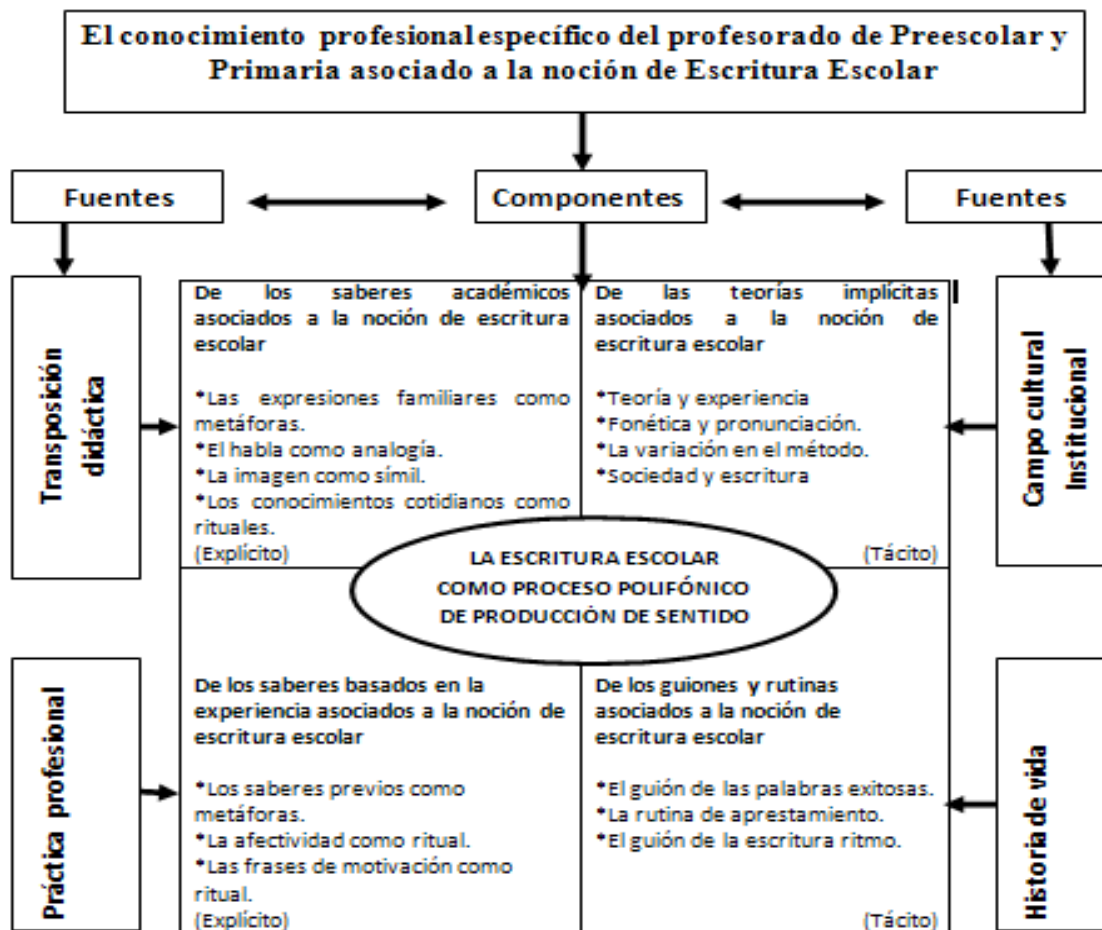 El conocimiento profesional específico del profesorado de Preescolar y
Primaria asociado a la noción de Escritura Escolar
Fuentes
Componentes
Fuentes
Transposición
didáctica
De los saberes académicos
asociados a la noción de escritura
escolar
*Las expresiones familiares como
metáforas.
*El habla como analogía.
*La imagen como símil.
*Los conocimientos cotidianos como
rituales.
(Explícito)
De las teorías implícitas
asociados a la noción de
escritura escolar
*Teoría y experiencia
*Fonética y pronunciación.
*La variación en el método.
*Sociedad y escritura
(Tácito)
Campo cultural
Institucional
LA ESCRITURA ESCOLAR
COMO PROCESO POLIFÓNICO
DE PRODUCCIÓN DE SENTIDO
Práctica profesional
De los saberes basados en la
experiencia asociados a la noción de
escritura escolar
*Los saberes previos como
metáforas.
*La afectividad como ritual.
*Las frases de motivación como
ritual.
(Explícito)
De los guiones y rutinas
asociados a la noción de
escritura escolar
*El guión de las palabras exitosas.
*La rutina de aprestamiento.
*El guión de la escritura ritmo.
(Tácito)
Historia de vida